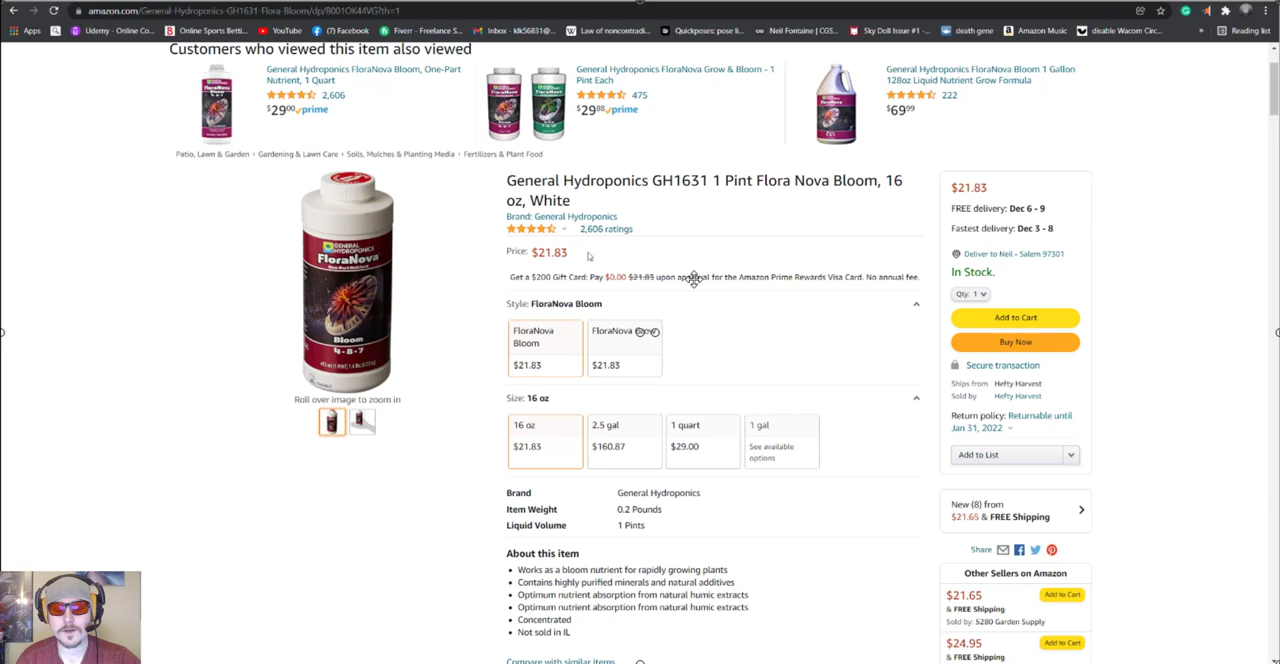 amazon.com/General-Hydroponics-GH1631-Flora-Bloom/dp/B001OK44VG?th=1
Apps
Udemy - Online Co...
Online Sports Betti...
YouTube
(7) Facebook
Fiverr - Freelance S...
Inbox - klk56831@g...
Law of noncontradi...
Quickposes: pose li...
Neil Fontaine | CGS...
Sky Doll Issue #1 -...
death gene
Amazon Music
disable Wacom Circ...
»
Reading list
Customers who viewed this item also viewed
General Hydroponics FloraNova Bloom, One-Part
Nutrient, 1 Quart
2,606
$29.00 prime
General Hydroponics FloraNova Grow & Bloom - 1
Pint Each
475
$29.88 prime
General Hydroponics FloraNova Bloom 1 Gallon
128oz Liquid Nutrient Grow Formula
222
$69.99
Patio, Lawn & Garden › Gardening & Lawn Care › Soils, Mulches & Planting Media › Fertilizers & Plant Food
GENERAL
HYDROPONICS
FloraNova
Bloom
4-8-7
Roll over image to zoom in
General Hydroponics GH1631 1 Pint Flora Nova Bloom, 16
oz, White
Brand: General Hydroponics
2,606 ratings
Price: $21.83
Get a $200 Gift Card: Pay $0.00 $21.83 upon approval for the Amazon Prime Rewards Visa Card. No annual fee.
Style: FloraNova Bloom
FloraNova
Bloom
$21.83
FloraNova Grow
$21.83
Size: 16 oz
16 oz
$21.83
2.5 gal
$160.87
1 quart
$29.00
1 gal
See available
options
Brand General Hydroponics
Item Weight 0.2 Pounds
Liquid Volume 1 Pints
About this item
• Works as a bloom nutrient for rapidly growing plants
• Contains highly purified minerals and natural additives
• Optimum nutrient absorption from natural humic extracts
• Optimum nutrient absorption from natural humic extracts
• Concentrated
• Not sold in IL
Compare with similar items
$21.83
FREE delivery: Dec 6 - 9
Fastest delivery: Dec 3 - 8
Deliver to Neil - Salem 97301
In Stock.
Qty: 1
Add to Cart
Buy Now
Secure transaction
Ships from Hefty Harvest
Sold by Hefty Harvest
Return policy: Returnable until
Jan 31, 2022
Add to List
New (8) from
$21.65 & FREE Shipping
Share
Other Sellers on Amazon
$21.65
Add to Cart
& FREE Shipping
Sold by: 5280 Garden Supply
$24.95
Add to Cart
& FREE Shipping